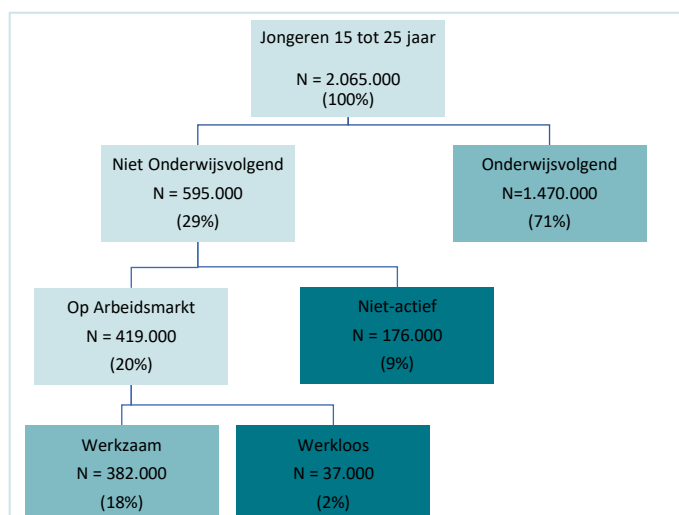 Jongeren 15 tot 25 jaar
N = 2.065.000
(100%)
Niet Onderwijsvolgend
N = 595.000
(29%)
Onderwijsvolgend
N=1.470.000
(71%)
Op Arbeidsmarkt
N = 419.000
(20%)
Niet-actief
N = 176.000
(9%)
Werkzaam
N = 382.000
(18%)
Werkloos
N = 37.000
(2%)